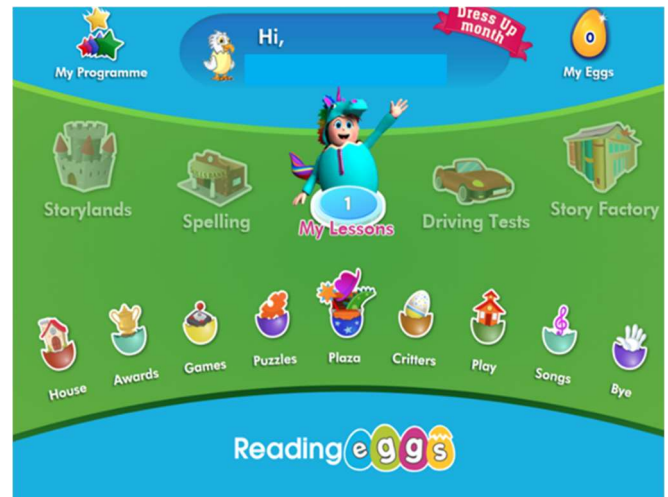 Hi,
Dress Up
month
0
My Programme
My Eggs
Storylands
Spelling
1
My Lessons
Driving Tests
Story Factory
House
Awards
Games
Puzzles
Plaza
Critters
Play
Songs
Bye
Reading eggs